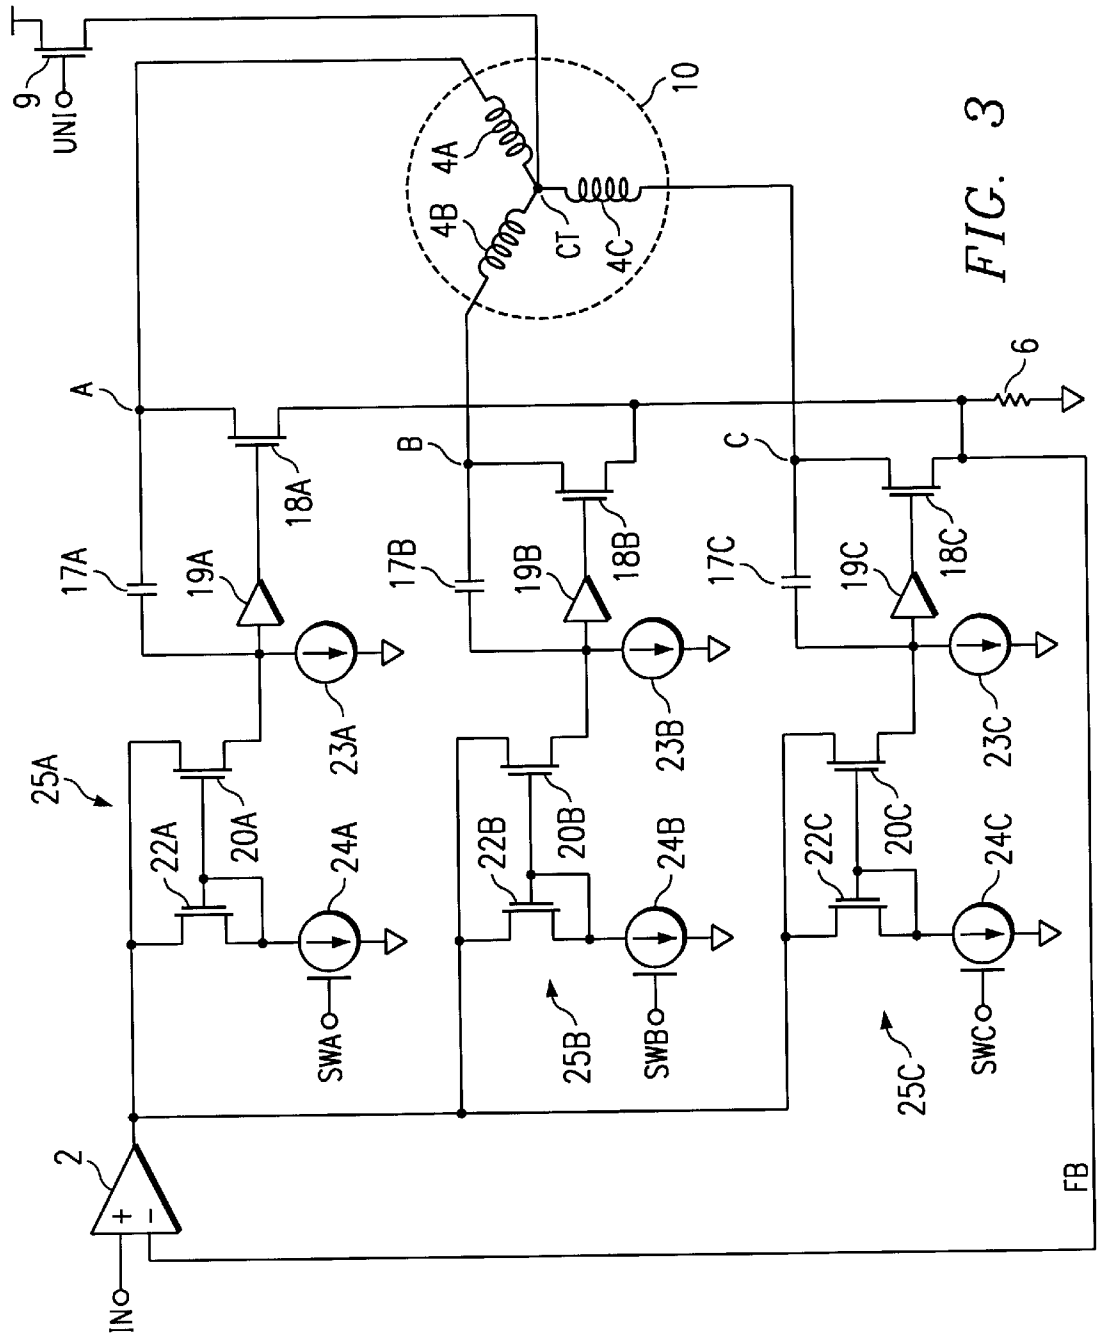 9
UNI
4A
4B
4C
CT
10
FIG. 3
A
B
C
6
17A
19A
18A
17B
19B
18B
17C
19C
18C
25A
22A
20A
24A
23A
22B
20B
24B
23B
22C
20C
24C
23C
SWA
25B
SWB
25C
SWC
2
+
−
IN
FB